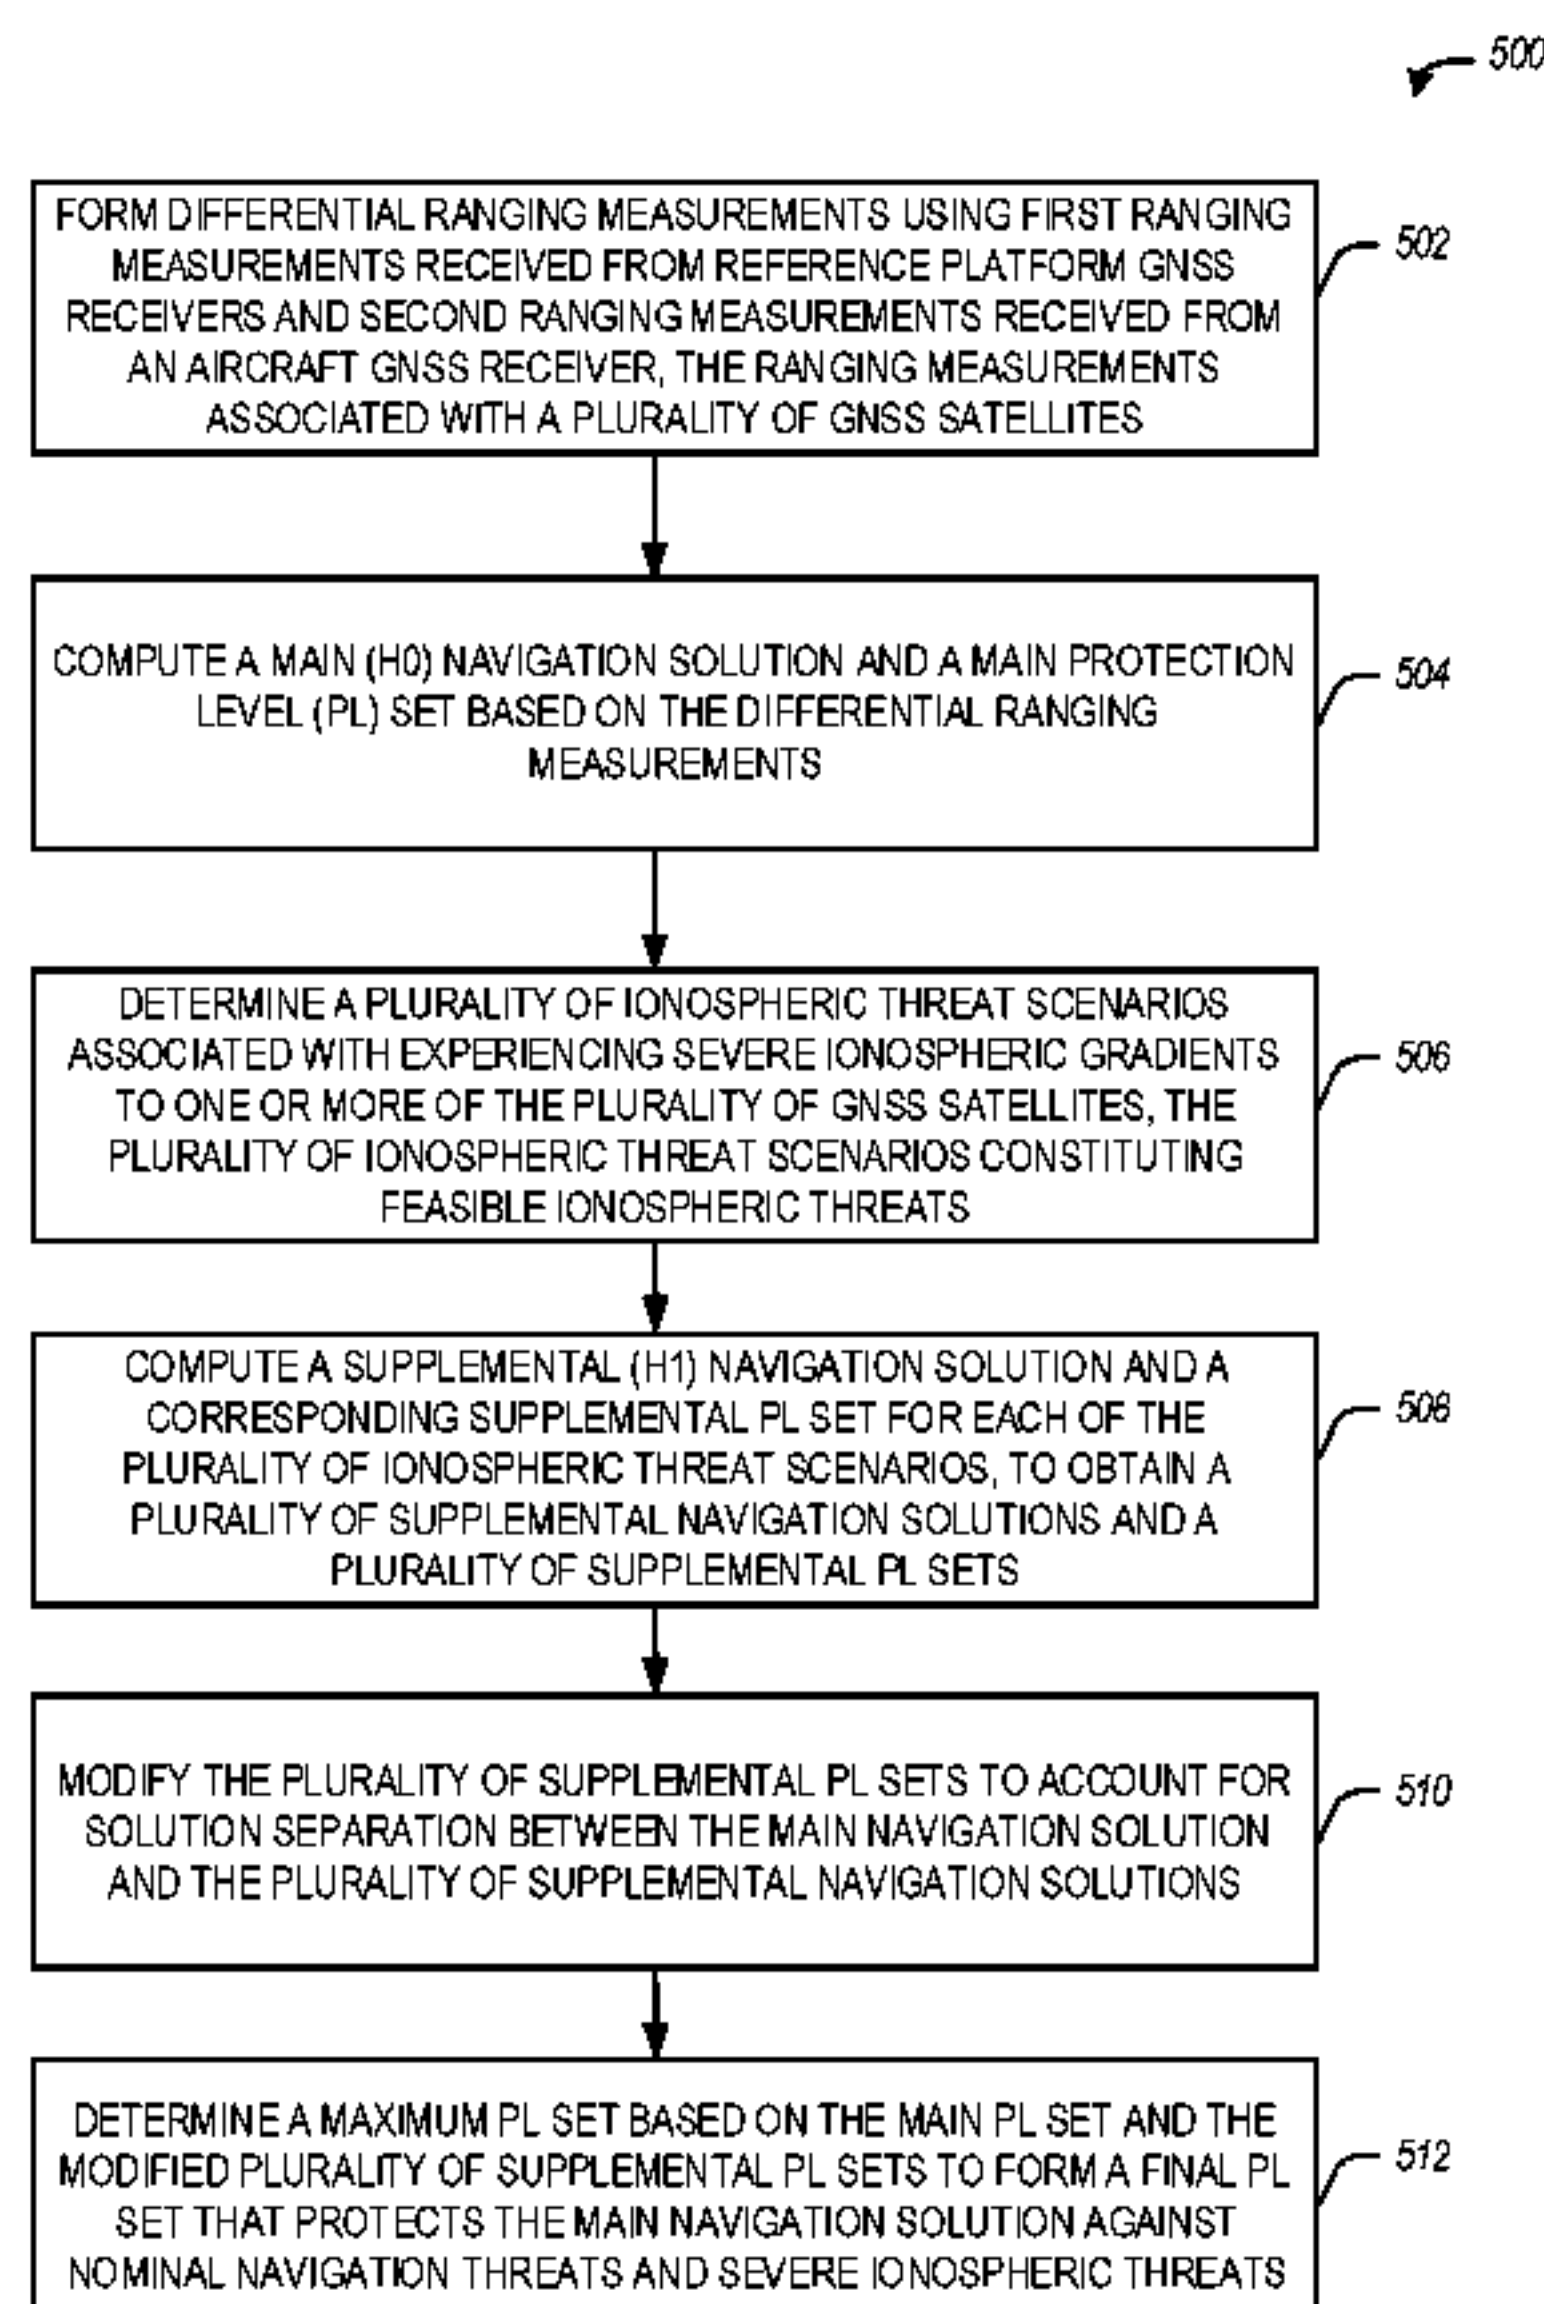 500
FORM DIFFERENTIAL RANGING MEASUREMENTS USING FIRST RANGING
MEASUREMENTS RECEIVED FROM REFERENCE PLATFORM GNSS
RECEIVERS AND SECOND RANGING MEASUREMENTS RECEIVED FROM
AN AIRCRAFT GNSS RECEIVER, THE RANGING MEASUREMENTS
ASSOCIATED WITH A PLURALITY OF GNSS SATELLITES
502
COMPUTE A MAIN (H0) NAVIGATION SOLUTION AND A MAIN PROTECTION
LEVEL (PL) SET BASED ON THE DIFFERENTIAL RANGING
MEASUREMENTS
504
DETERMINE A PLURALITY OF IONOSPHERIC THREAT SCENARIOS
ASSOCIATED WITH EXPERIENCING SEVERE IONOSPHERIC GRADIENTS
TO ONE OR MORE OF THE PLURALITY OF GNSS SATELLITES, THE
PLURALITY OF IONOSPHERIC THREAT SCENARIOS CONSTITUTING
FEASIBLE IONOSPHERIC THREATS
506
COMPUTE A SUPPLEMENTAL (H1) NAVIGATION SOLUTION AND A
CORRESPONDING SUPPLEMENTAL PL SET FOR EACH OF THE
PLURALITY OF IONOSPHERIC THREAT SCENARIOS, TO OBTAIN A
PLURALITY OF SUPPLEMENTAL NAVIGATION SOLUTIONS AND A
PLURALITY OF SUPPLEMENTAL PL SETS
508
MODIFY THE PLURALITY OF SUPPLEMENTAL PL SETS TO ACCOUNT FOR
SOLUTION SEPARATION BETWEEN THE MAIN NAVIGATION SOLUTION
AND THE PLURALITY OF SUPPLEMENTAL NAVIGATION SOLUTIONS
510
DETERMINE A MAXIMUM PL SET BASED ON THE MAIN PL SET AND THE
MODIFIED PLURALITY OF SUPPLEMENTAL PL SETS TO FORM A FINAL PL
SET THAT PROTECTS THE MAIN NAVIGATION SOLUTION AGAINST
NOMINAL NAVIGATION THREATS AND SEVERE IONOSPHERIC THREATS
512